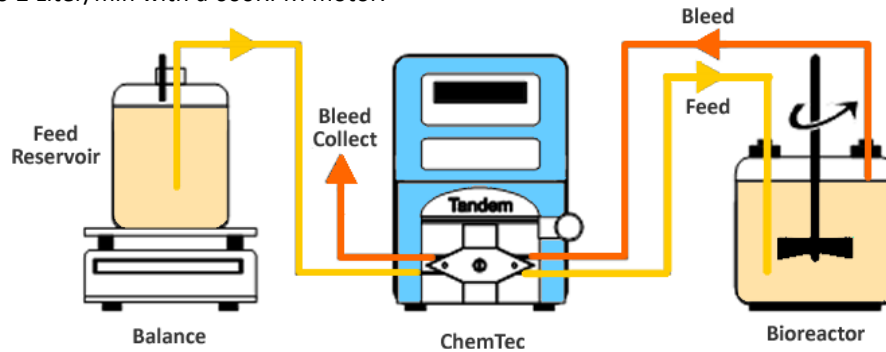 Bleed
Feed
Reservoir
Bleed
Collect
Feed
Tandem
Balance
ChemTec
Bioreactor